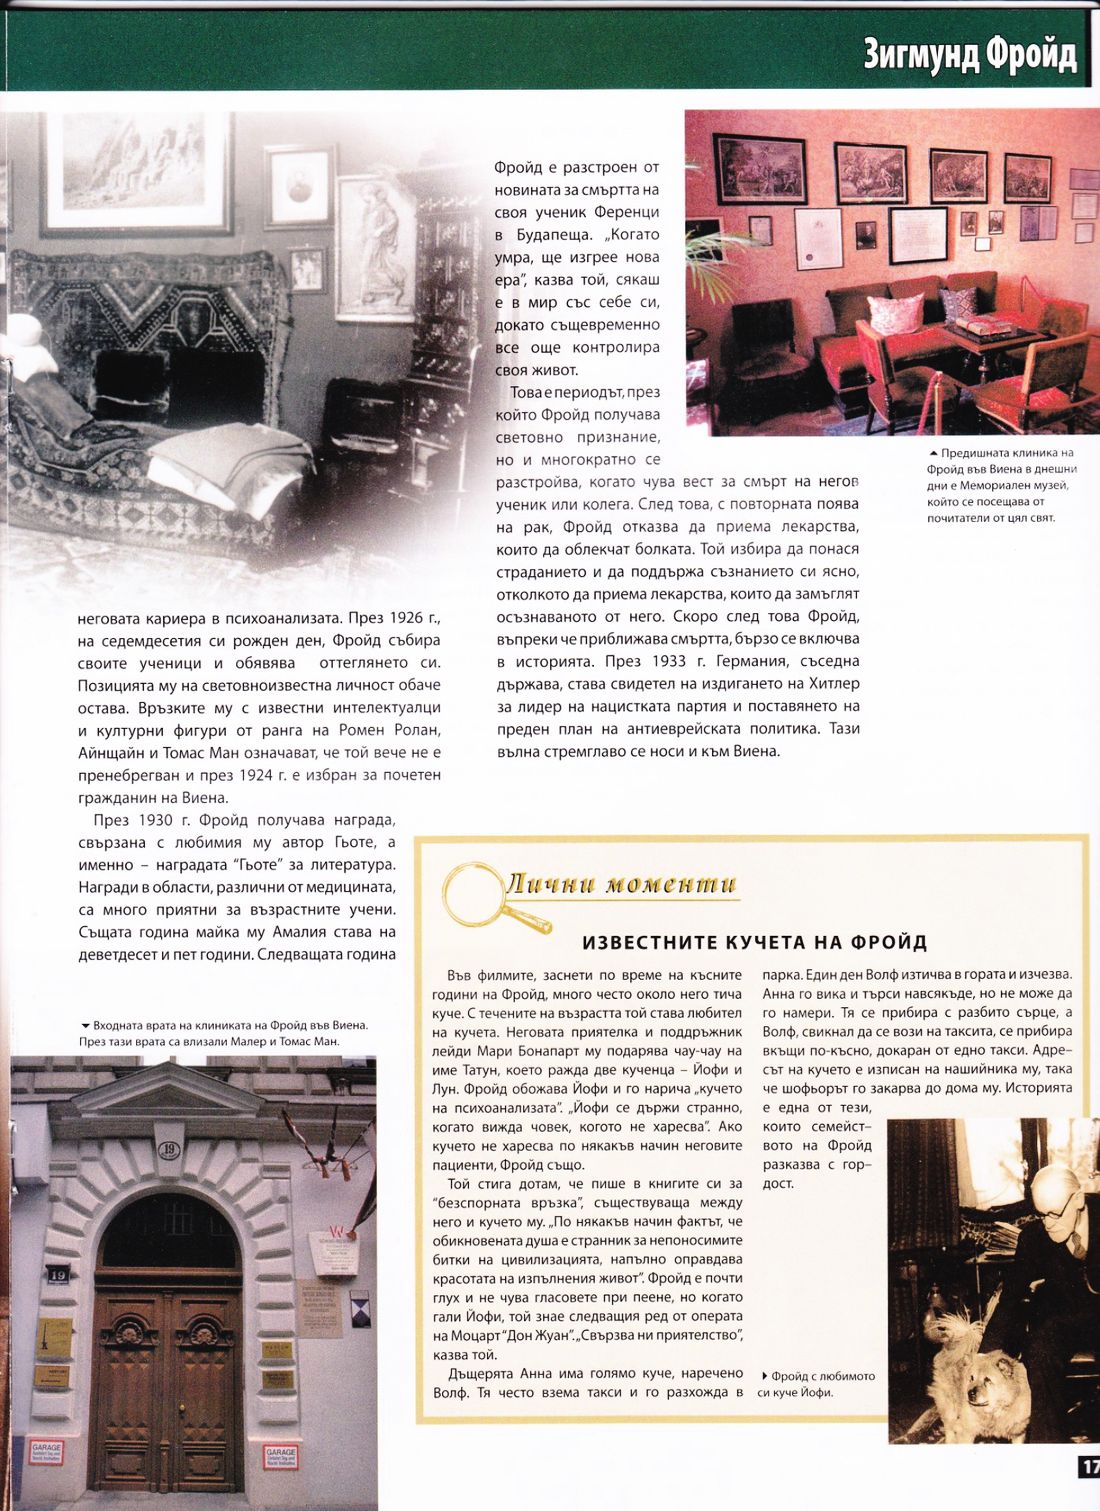 Зигмунд Фройд
неговата кариера в психоанализата. През 1926 г.,
на седемдесетия си рожден ден, Фройд събира
своите ученици и обявява оттеглянето си.
Позицията му на световноизвестна личност обаче
остава. Връзките му с известни интелектуалци
и културни фигури от ранга на Ромен Ролан,
Айнщайн и Томас Ман означават, че той вече не е
пренебрегван и през 1924 г. е избран за почетен
гражданин на Виена.
През 1930 г. Фройд получава награда,
свързана с любимия му автор Гьоте, а
именно – наградата “Гьоте” за литература.
Награди в области, различни от медицината,
са много приятни за възрастните учени.
Същата година майка му Амалия става на
деветдесет и пет години. Следващата година
Фройд е разстроен от
новината за смъртта на
своя ученик Ференци
в Будапеща. „Когато
умра, ще изгрее нова
ера”, казва той, сякаш
е в мир със себе си,
докато същевременно
все още контролира
своя живот.
Това е периодът, през
който Фройд получава
световно признание,
но и многократно се
разстройва, когато чува вест за смърт на негов
ученик или колега. След това, с повторната поява
на рак, Фройд отказва да приема лекарства,
които да облекчат болката. Той избира да понася
страданието и да поддържа съзнанието си ясно,
отколкото да приема лекарства, които да замъглят
осъзнаваното от него. Скоро след това Фройд,
въпреки че приближава смъртта, бързо се включва
в историята. През 1933 г. Германия, съседна
държава, става свидетел на издигането на Хитлер
за лидер на нацистката партия и поставянето на
преден план на антиеврейската политика. Тази
вълна стремглаво се носи и към Виена.
Предишната клиника на
Фройд във Виена в днешни
дни е Мемориален музей,
който се посещава от
почитатели от цял свят.
Входната врата на клиниката на Фройд във Виена.
През тази врата са влизали Малер и Томас Ман.
19
19
GARAGE
GARAGE
Лични моменти
ИЗВЕСТНИТЕ КУЧЕТА НА ФРОЙД
Във филмите, заснети по време на късните
години на Фройд, много често около него тича
куче. С течените на възрастта той става любител
на кучета. Неговата приятелка и поддръжник
лейди Мари Бонапарт му подарява чау-чау на
име Татун, което ражда две кученца – Йофи и
Лун. Фройд обожава Йофи и го нарича „кучето
на психоанализата”. „Йофи се държи странно,
когато вижда човек, когото не харесва”. Ако
кучето не харесва по някакъв начин неговите
пациенти, Фройд също.
Той стига дотам, че пише в книгите си за
“безспорната връзка”, съществуваща между
него и кучето му. „По някакъв начин фактът, че
обикновената душа е странник за непоносимите
битки на цивилизацията, напълно оправдава
красотата на изпълнения живот”. Фройд е почти
глух и не чува гласовете при пеене, но когато
гали Йофи, той знае следващия ред от операта
на Моцарт “Дон Жуан”. „Свързва ни приятелство”,
казва той.
Дъщерята Анна има голямо куче, наречено
Волф. Тя често взема такси и го разхожда в
парка. Един ден Волф изтичва в гората и изчезва.
Анна го вика и търси навсякъде, но не може да
го намери. Тя се прибира с разбито сърце, а
Волф, свикнал да се вози на таксита, се прибира
вкъщи по-късно, докаран от едно такси. Адре–
сът на кучето е изписан на нашийника му, така
че шофьорът го закарва до дома му. Историята
е една от тези,
които семейст–
вото на Фройд
разказва с гор–
дост.
Фройд с любимото
си куче Йофи.
17